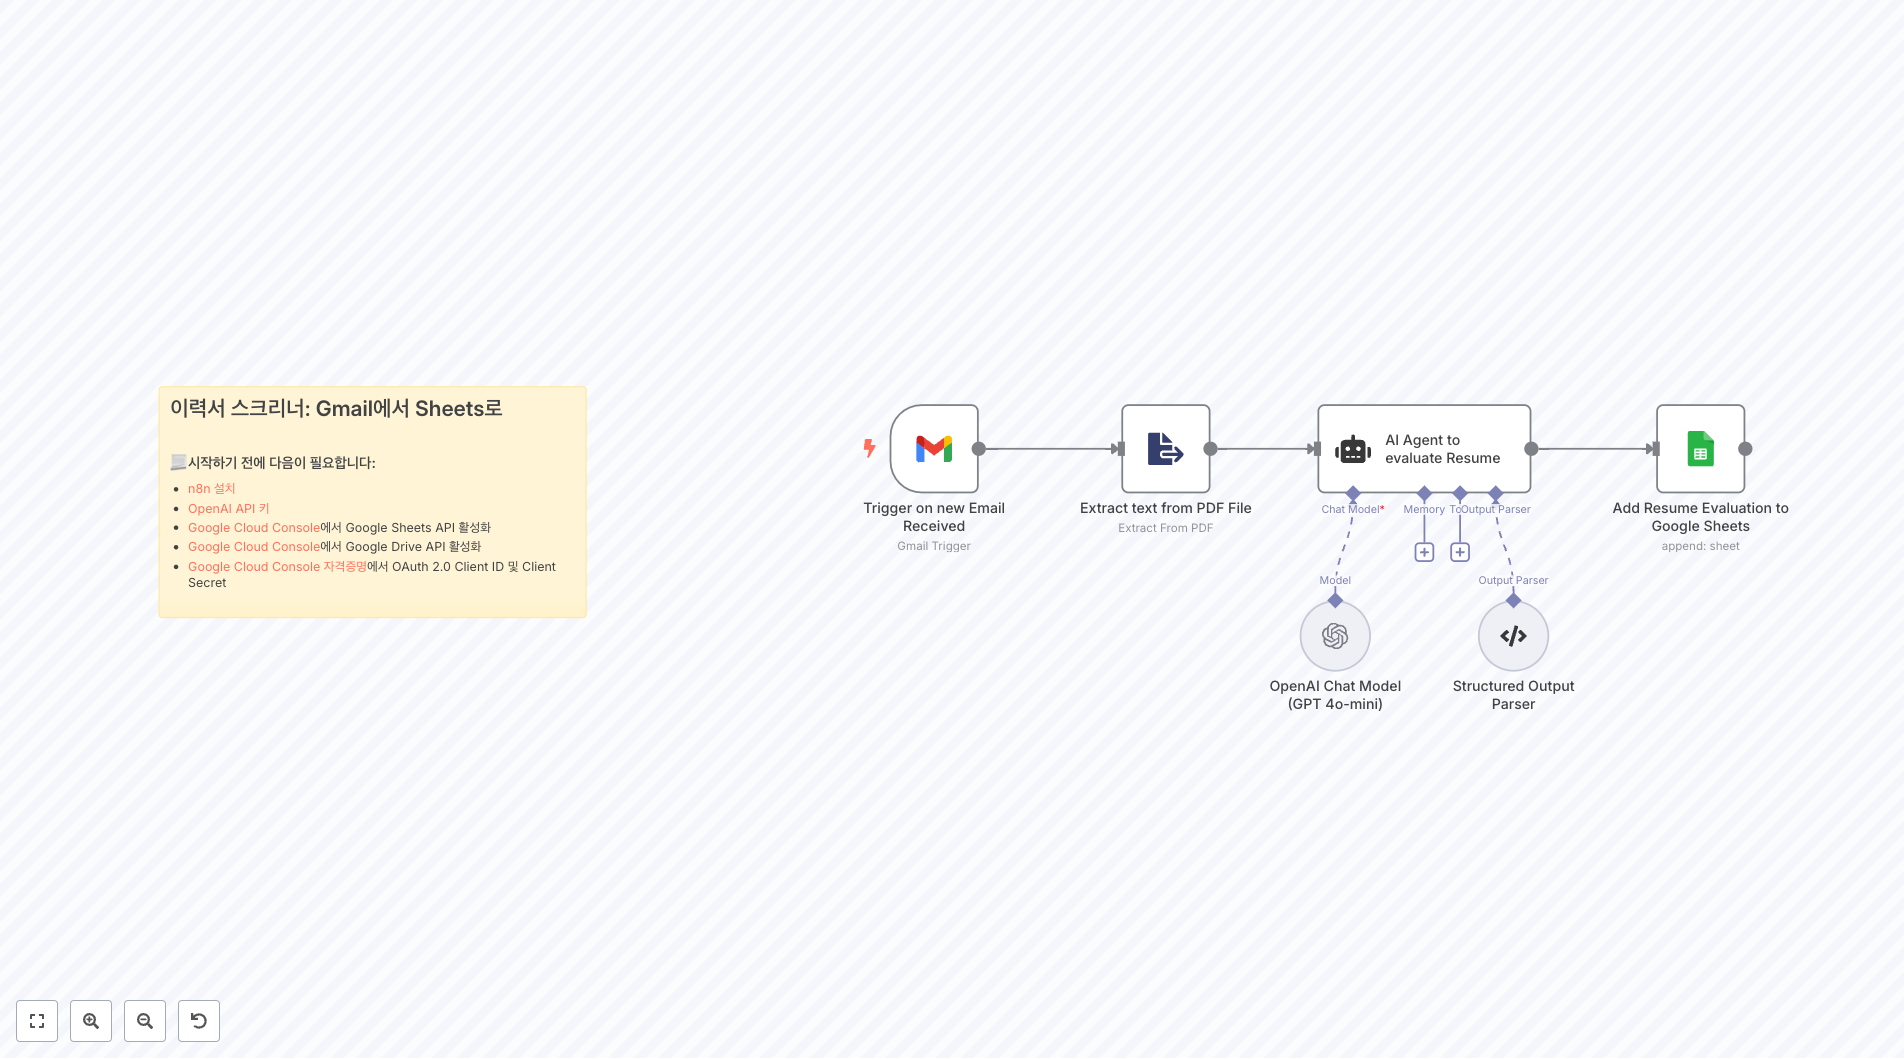 이력서 스크리너: Gmail에서 Sheets로
시작하기 전에 다음이 필요합니다:
n8n 설치
OpenAI API 키
Google Cloud Console에서 Google Sheets API 활성화
Google Cloud Console에서 Google Drive API 활성화
Google Cloud Console 자격증명에서 OAuth 2.0 Client ID 및 Client
Secret
Trigger on new Email
Received
Gmail Trigger
Extract text from PDF File
Extract From PDF
AI Agent to
evaluate Resume
Chat Model*
Memory
To
Output Parser
Model
Output Parser
OpenAI Chat Model
(GPT 4o-mini)
Structured Output
Parser
Add Resume Evaluation to
Google Sheets
append: sheet